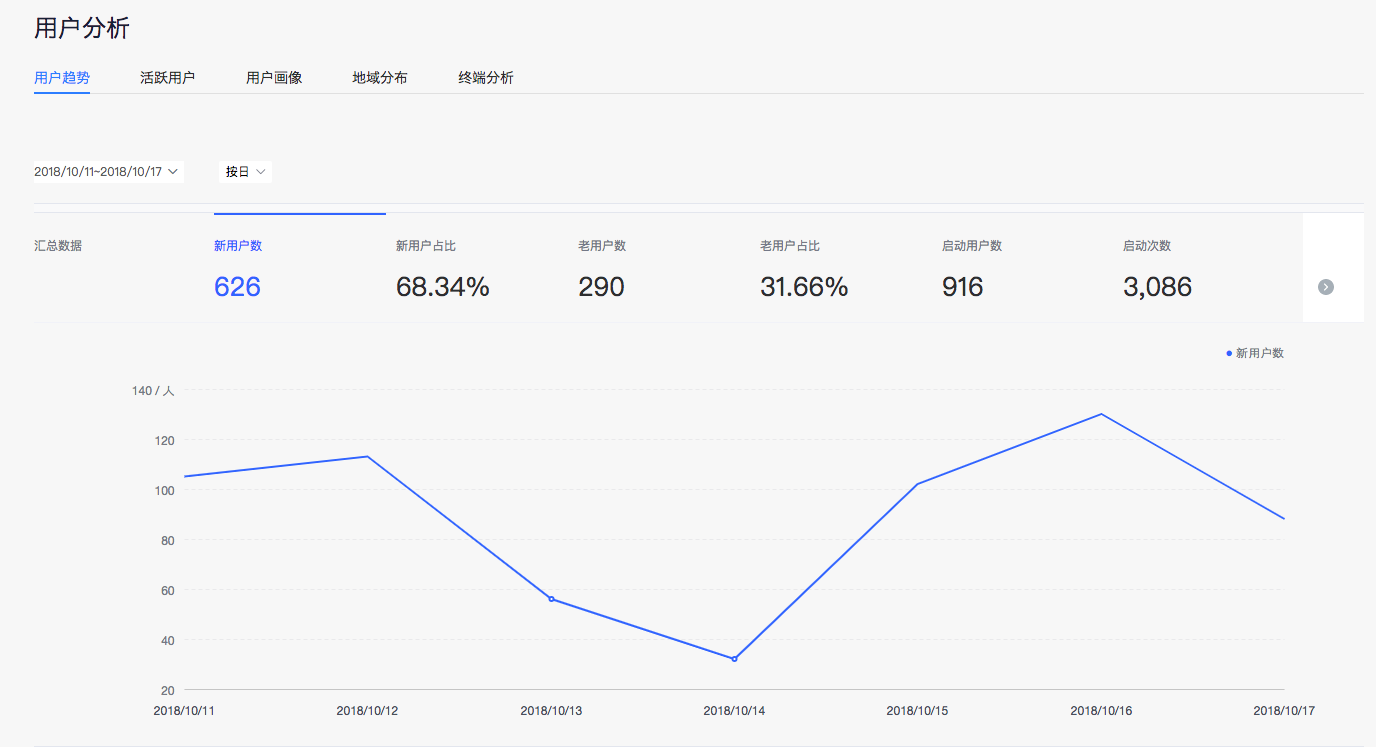 用户分析
用户趋势 活跃用户 用户画像 地域分布 终端分析
2018/10/11~2018/10/17 按日
汇总数据 新用户数 新用户占比 老用户数 老用户占比 启动用户数 启动次数
626 68.34% 290 31.66% 916 3,086
新用户数
140 / 人
120
100
80
60
40
20
2018/10/11 2018/10/12 2018/10/13 2018/10/14 2018/10/15 2018/10/16 2018/10/17